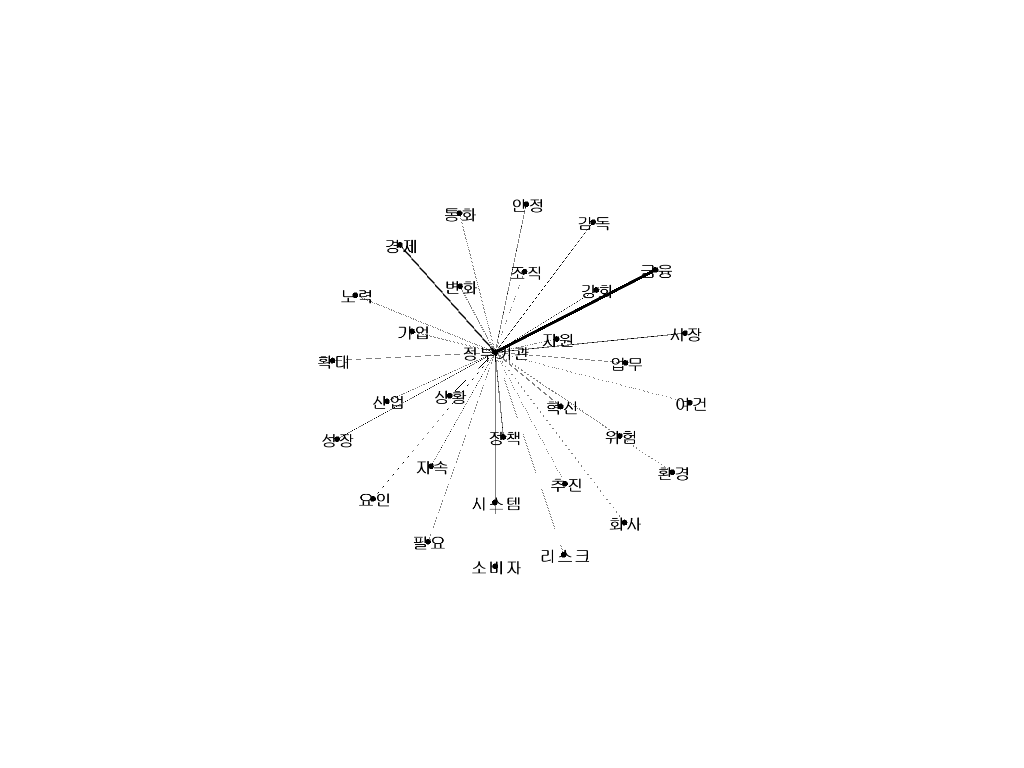 안정
통화
감독
경제
금융
조직
변화
강화
노력
기업
시장
자원
정부기관
확대
업무
상황
산업
여건
혁신
성장
정책
위험
지속
환경
추진
요인
시스템
회사
필요
리스크
소비자